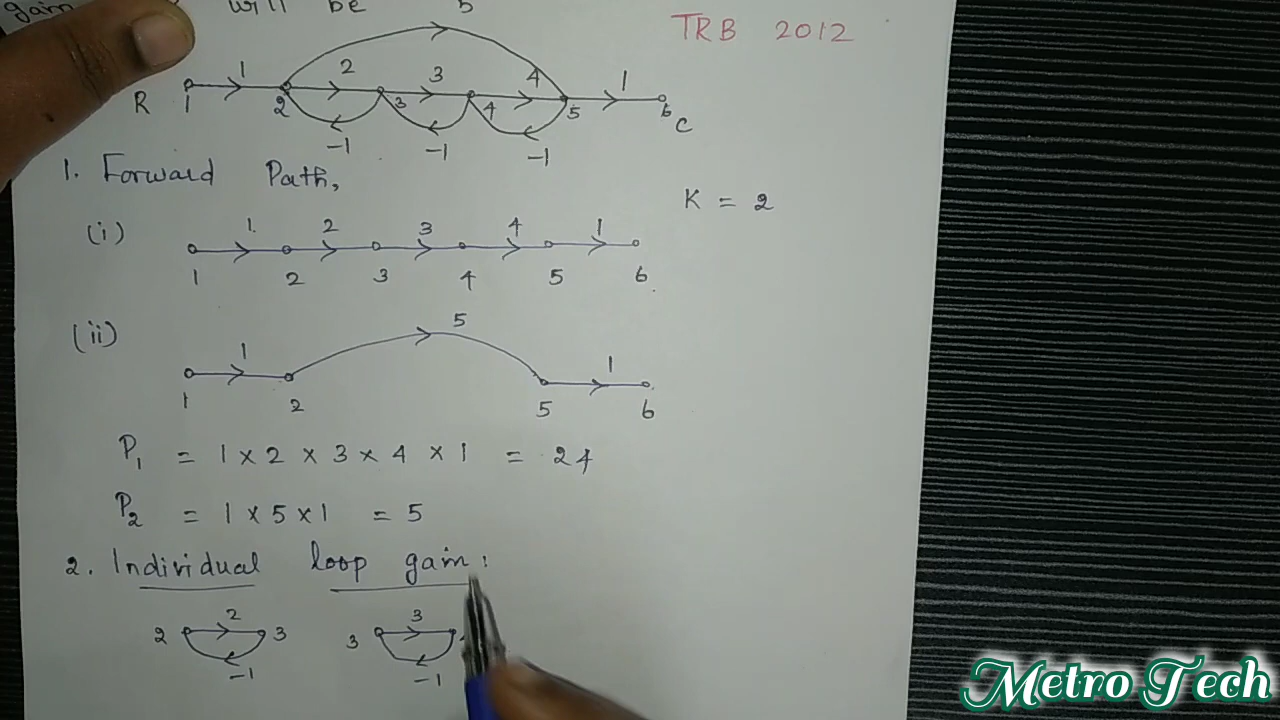 gain will be 5
TRB 2012
1 2 3 4 1
R 1 2 3 4 5 6 C
-1 -1 -1
1. Forward Path,
K = 2
(i) 1 2 3 4 1
1 2 3 4 5 6
(ii) 1 5 1
1 2 5 6
P1 = 1 × 2 × 3 × 4 × 1 = 24
P2 = 1 × 5 × 1 = 5
2. Individual loop gain:
2 2 3 3 3
-1 -1
Metro Tech